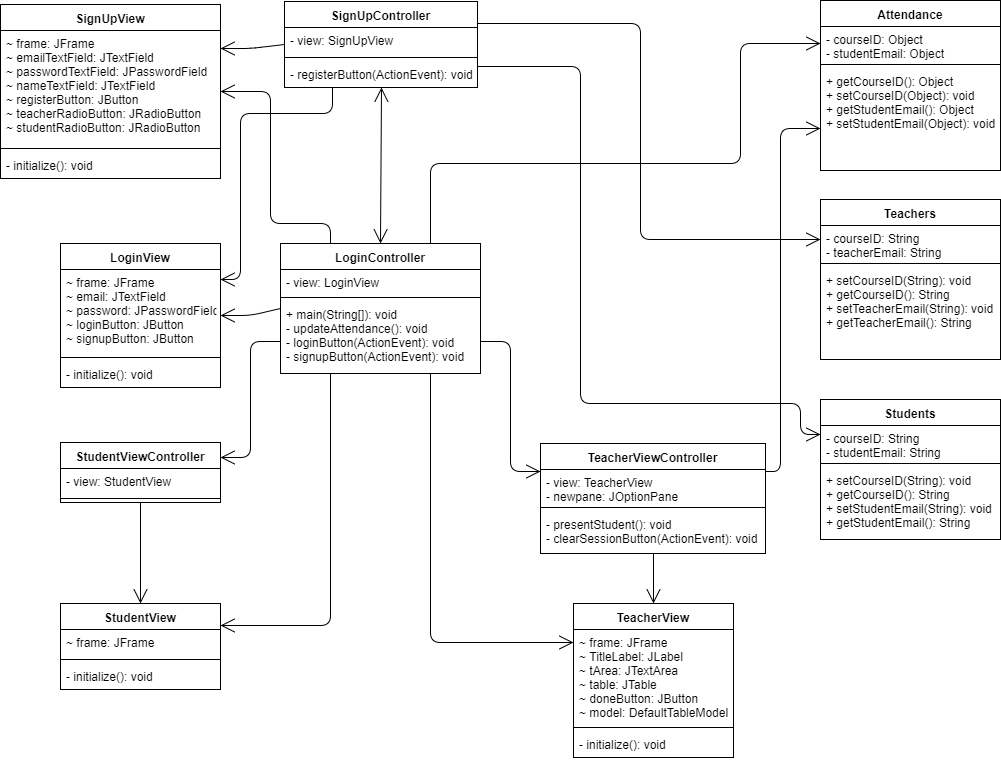 SignUpView
~ frame: JFrame
~ emailTextField: JTextField
~ passwordTextField: JPasswordField
~ nameTextField: JTextField
~ registerButton: JButton
~ teacherRadioButton: JRadioButton
~ studentRadioButton: JRadioButton
- initialize(): void
SignUpController
- view: SignUpView
- registerButton(ActionEvent): void
Attendance
- courseID: Object
- studentEmail: Object
+ getCourseID(): Object
+ setCourseID(Object): void
+ getStudentEmail(): Object
+ setStudentEmail(Object): void
Teachers
- courseID: String
- teacherEmail: String
+ setCourseID(String): void
+ getCourseID(): String
+ setTeacherEmail(String): void
+ getTeacherEmail(): String
LoginView
~ frame: JFrame
~ email: JTextField
~ password: JPasswordField
~ loginButton: JButton
~ signupButton: JButton
- initialize(): void
LoginController
- view: LoginView
+ main(String[]): void
- updateAttendance(): void
- loginButton(ActionEvent): void
- signupButton(ActionEvent): void
Students
- courseID: String
- studentEmail: String
+ setCourseID(String): void
+ getCourseID(): String
+ setStudentEmail(String): void
+ getStudentEmail(): String
StudentViewController
- view: StudentView
TeacherViewController
- view: TeacherView
- newpane: JOptionPane
- presentStudent(): void
- clearSessionButton(ActionEvent): void
StudentView
~ frame: JFrame
- initialize(): void
TeacherView
~ frame: JFrame
~ TitleLabel: JLabel
~ tArea: JTextArea
~ table: JTable
~ doneButton: JButton
~ model: DefaultTableModel
- initialize(): void